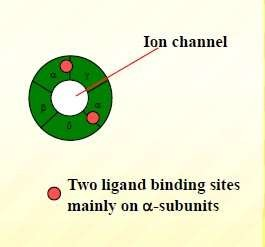 Ion channel
α γ
β α
δ
Two ligand binding sites
mainly on α-subunits